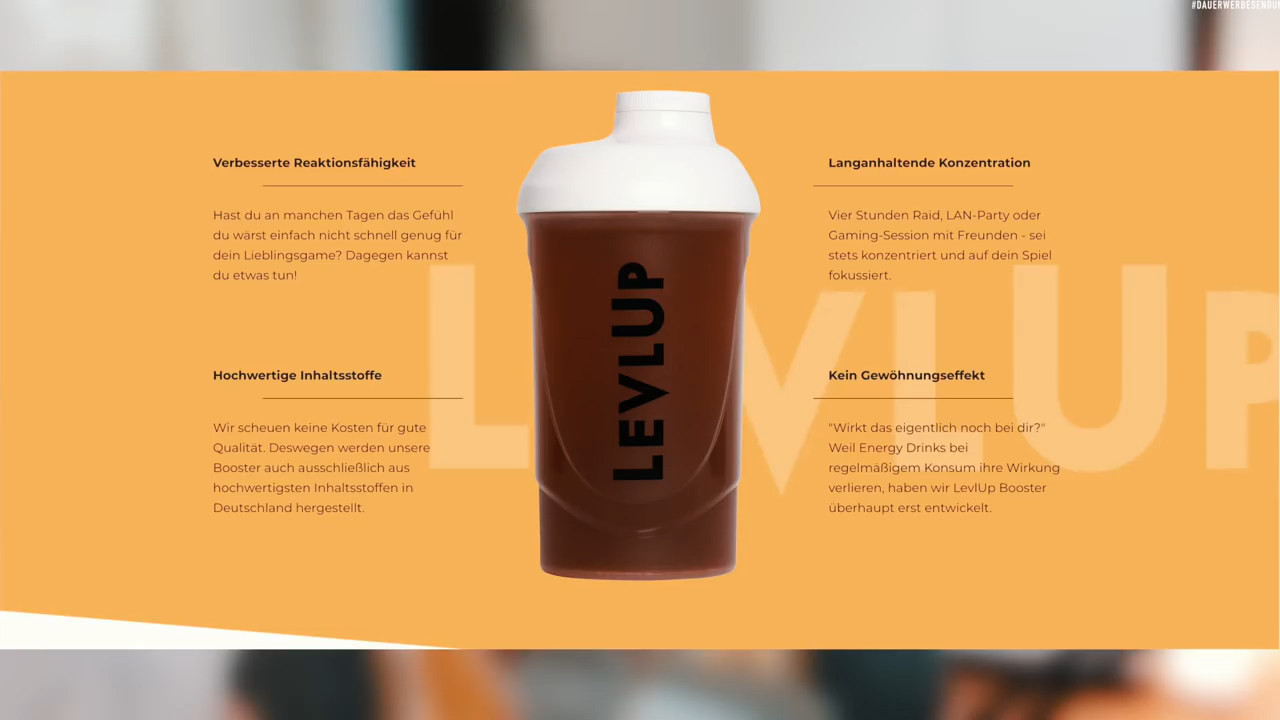 #DAUERWERBESENDUN
Verbesserte Reaktionsfähigkeit
Hast du an manchen Tagen das Gefühl
du wärst einfach nicht schnell genug für
dein Lieblingsgame? Dagegen kannst
du etwas tun!
Hochwertige Inhaltsstoffe
Wir scheuen keine Kosten für gute
Qualität. Deswegen werden unsere
Booster auch ausschließlich aus
hochwertigsten Inhaltsstoffen in
Deutschland hergestellt.
LEVLUP
LEVLUP
Langanhaltende Konzentration
Vier Stunden Raid, LAN-Party oder
Gaming-Session mit Freunden - sei
stets konzentriert und auf dein Spiel
fokussiert.
Kein Gewöhnungseffekt
"Wirkt das eigentlich noch bei dir?"
Weil Energy Drinks bei
regelmäßigem Konsum ihre Wirkung
verlieren, haben wir LevlUp Booster
überhaupt erst entwickelt.